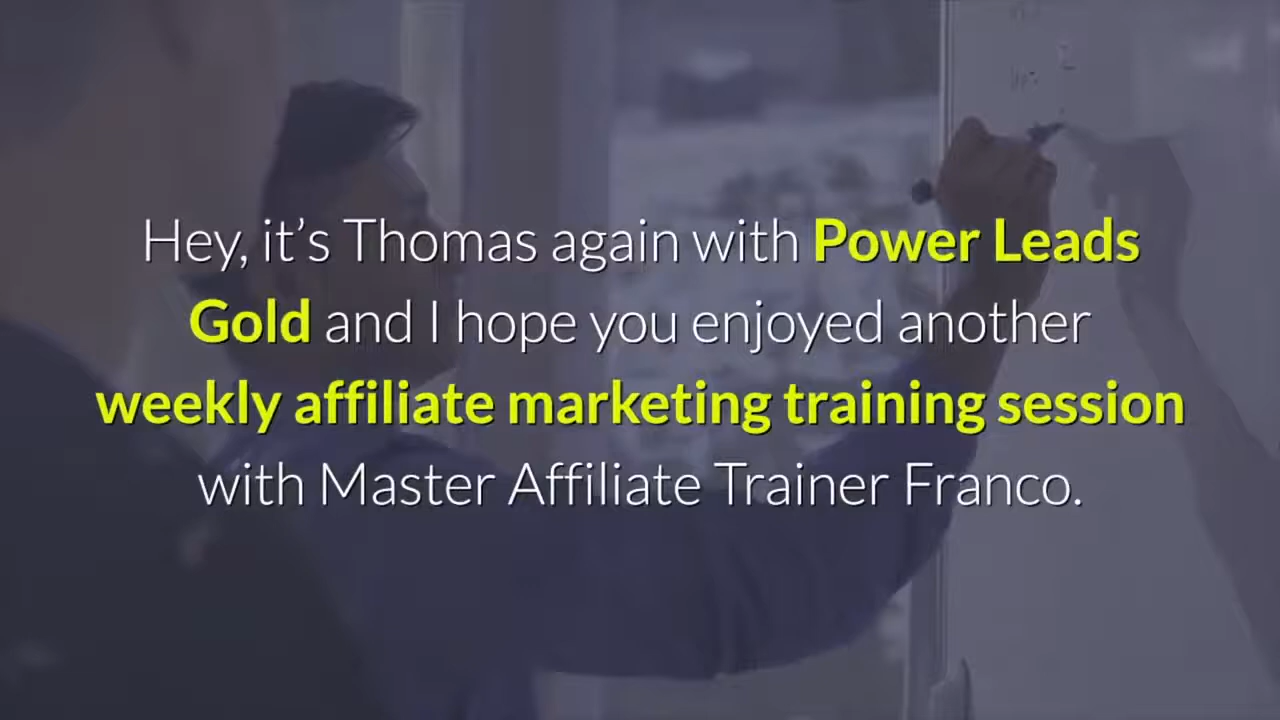 Hey, it’s Thomas again with Power Leads
Gold and I hope you enjoyed another
weekly affiliate marketing training session
with Master Affiliate Trainer Franco.